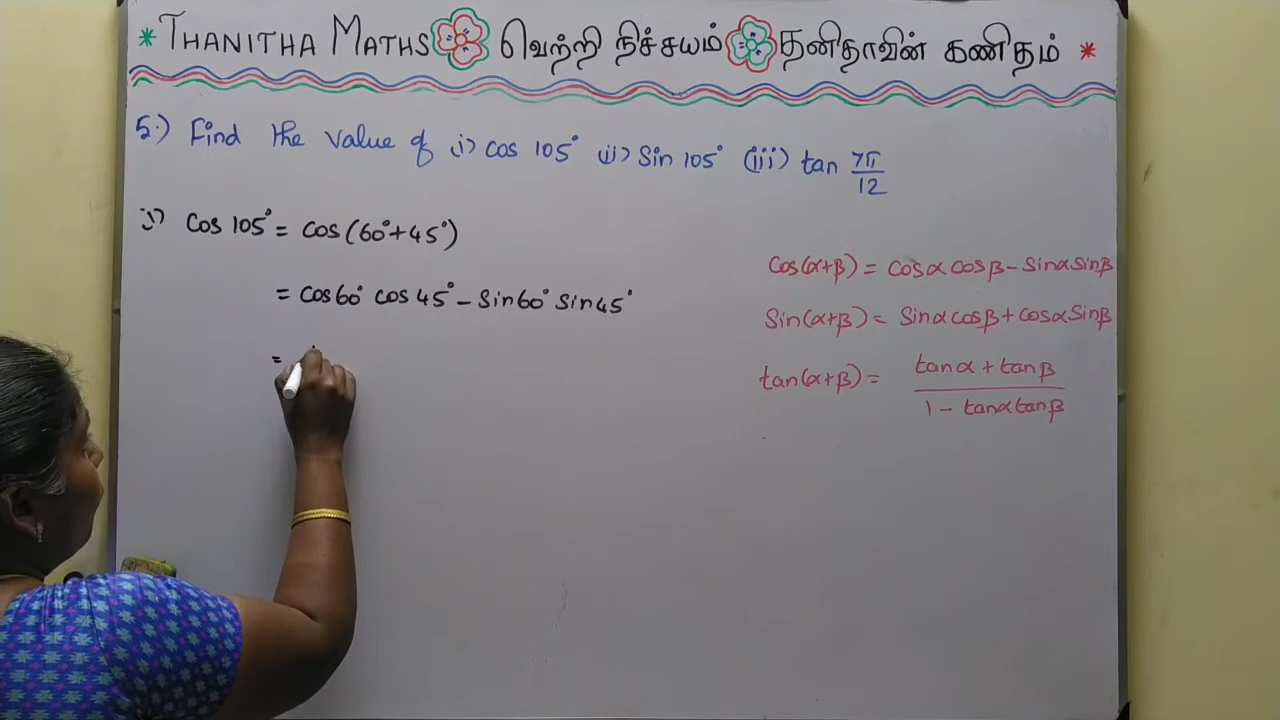 * THANITHA MATHS வெற்றி நிச்சயம் தனிதாவின் கணிதம் *
5.) Find the value of i) cos 105° ii) Sin 105° (iii) tan 7π/12
i) Cos 105° = cos(60°+45°)
= cos60° cos45° - Sin60° Sin45°
=
Cos(α+β) = Cosα Cosβ - Sinα Sinβ
Sin(α+β) = Sinα cosβ + cosα Sinβ
tan(α+β) = tanα + tanβ / 1 - tanα tanβ